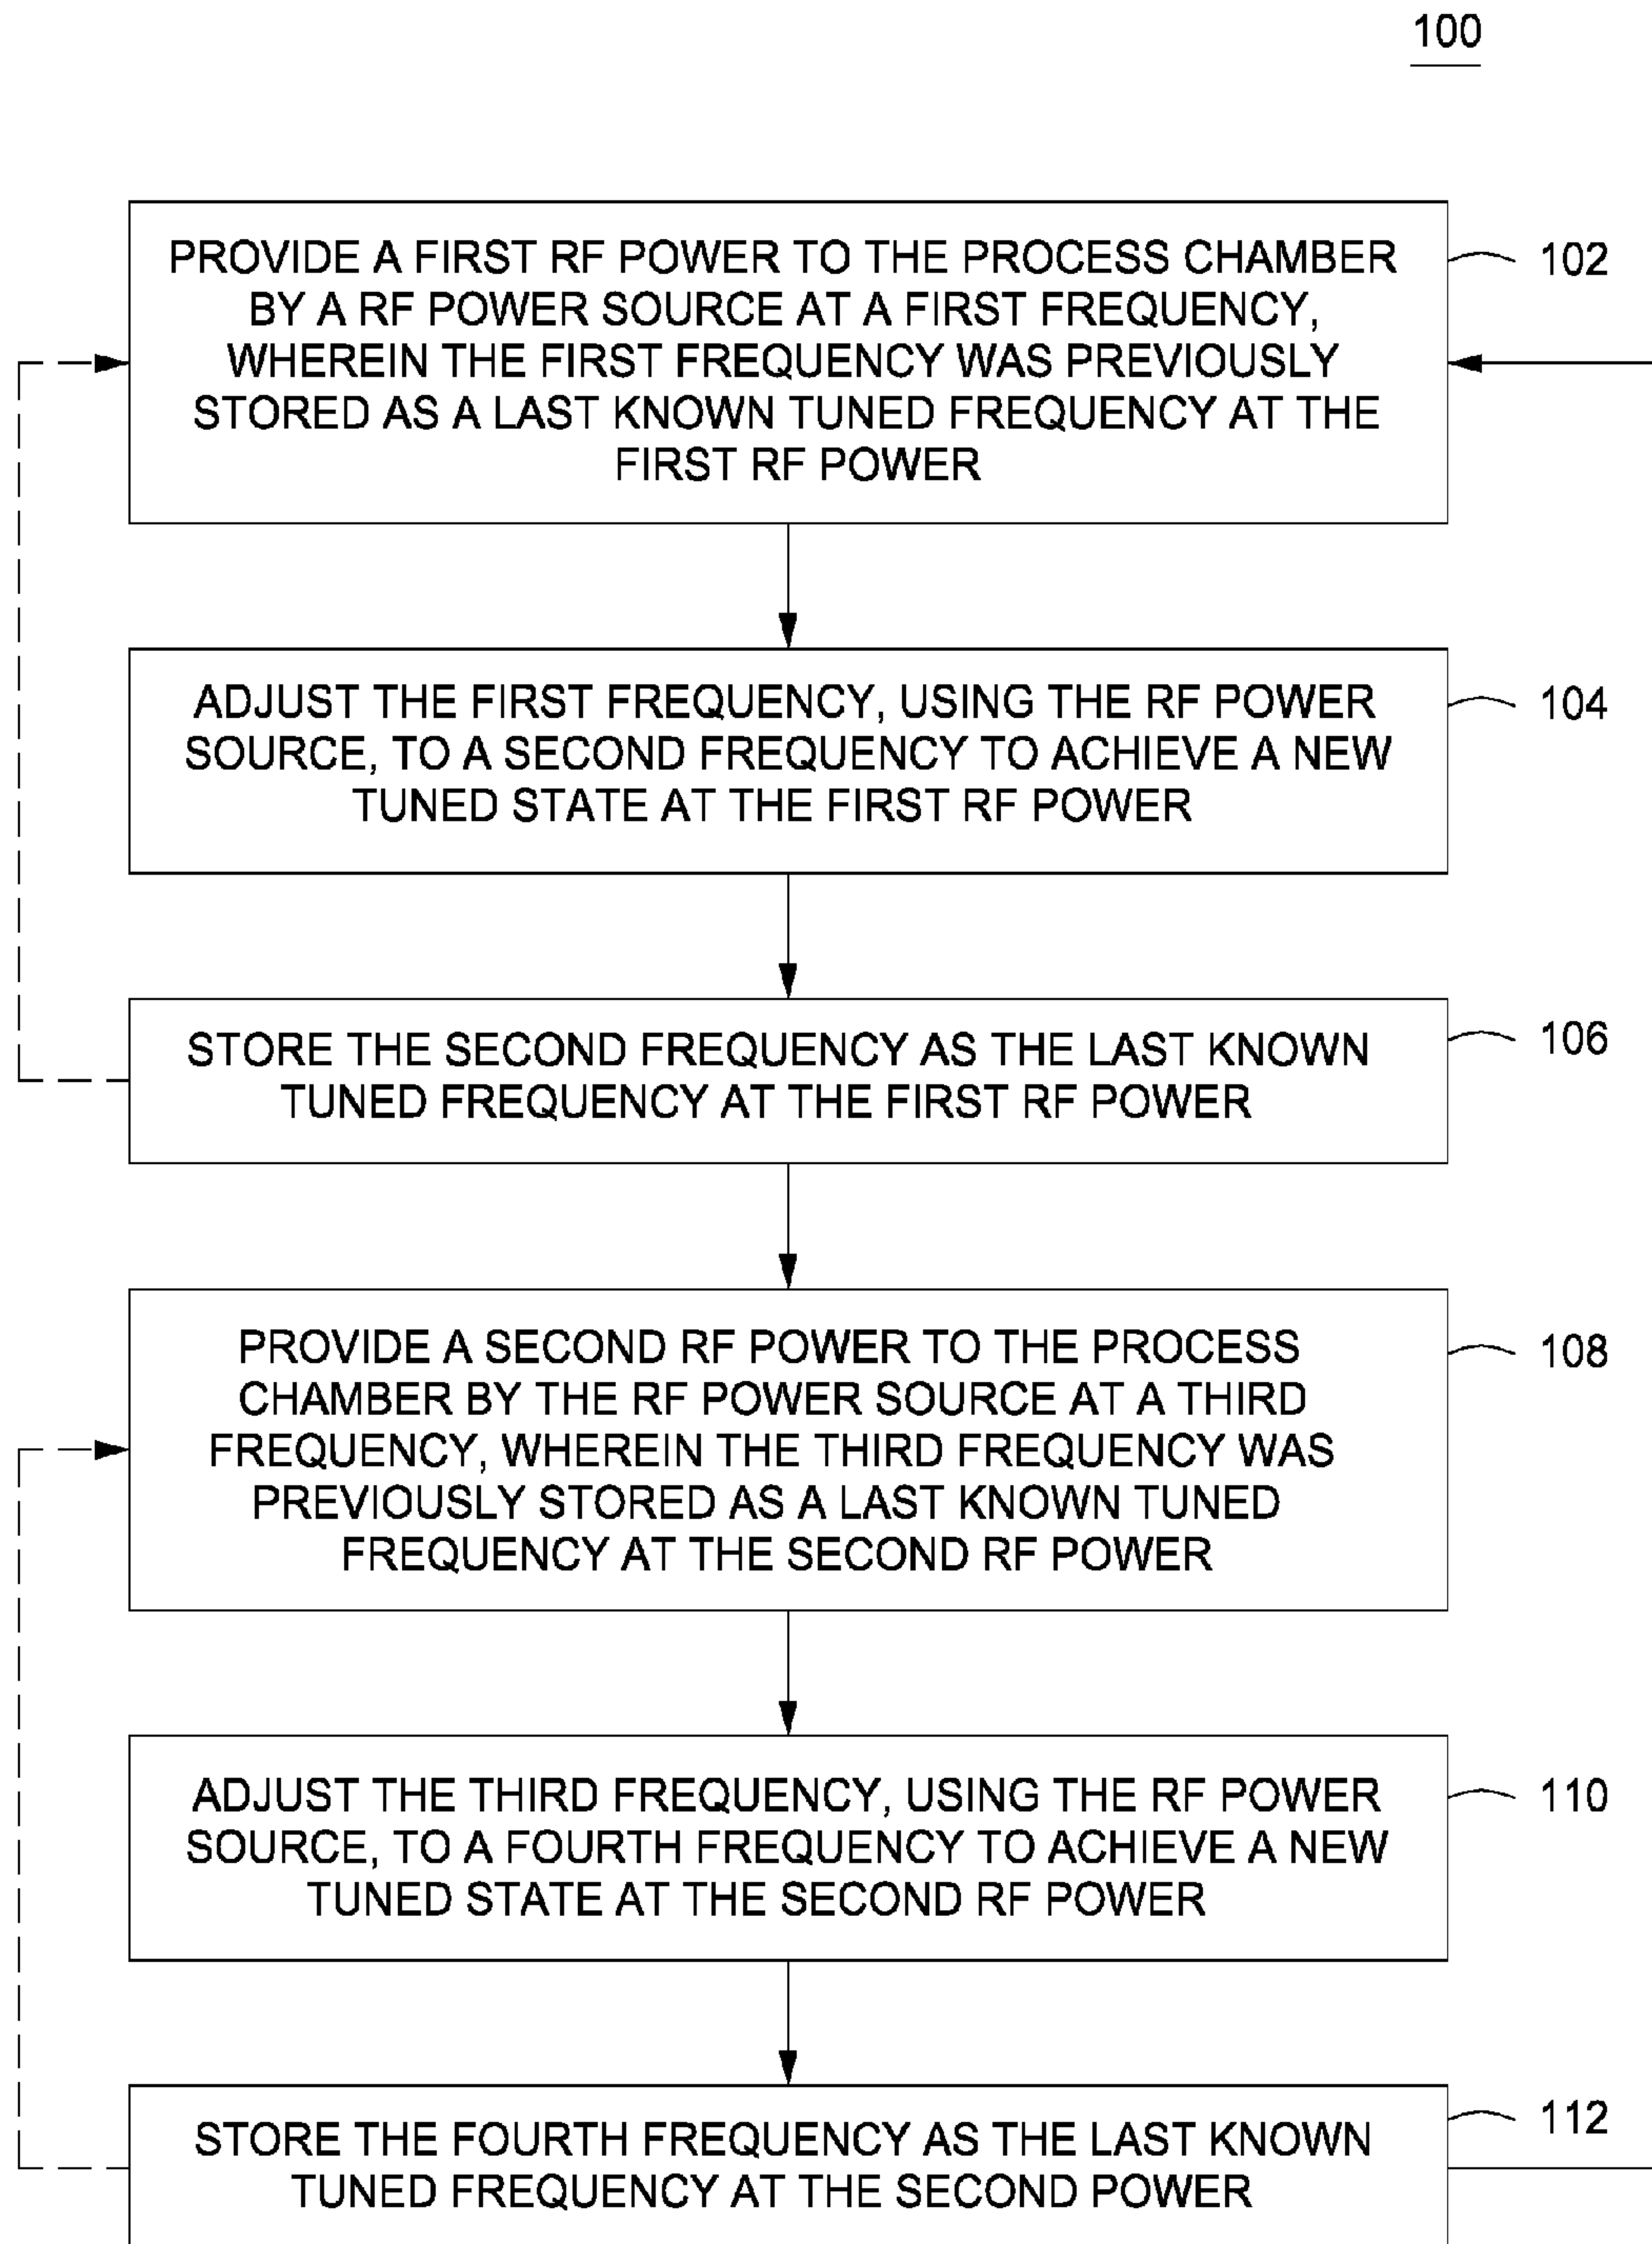 100
PROVIDE A FIRST RF POWER TO THE PROCESS CHAMBER
BY A RF POWER SOURCE AT A FIRST FREQUENCY,
WHEREIN THE FIRST FREQUENCY WAS PREVIOUSLY
STORED AS A LAST KNOWN TUNED FREQUENCY AT THE
FIRST RF POWER
102
ADJUST THE FIRST FREQUENCY, USING THE RF POWER
SOURCE, TO A SECOND FREQUENCY TO ACHIEVE A NEW
TUNED STATE AT THE FIRST RF POWER
104
STORE THE SECOND FREQUENCY AS THE LAST KNOWN
TUNED FREQUENCY AT THE FIRST RF POWER
106
PROVIDE A SECOND RF POWER TO THE PROCESS
CHAMBER BY THE RF POWER SOURCE AT A THIRD
FREQUENCY, WHEREIN THE THIRD FREQUENCY WAS
PREVIOUSLY STORED AS A LAST KNOWN TUNED
FREQUENCY AT THE SECOND RF POWER
108
ADJUST THE THIRD FREQUENCY, USING THE RF POWER
SOURCE, TO A FOURTH FREQUENCY TO ACHIEVE A NEW
TUNED STATE AT THE SECOND RF POWER
110
STORE THE FOURTH FREQUENCY AS THE LAST KNOWN
TUNED FREQUENCY AT THE SECOND POWER
112